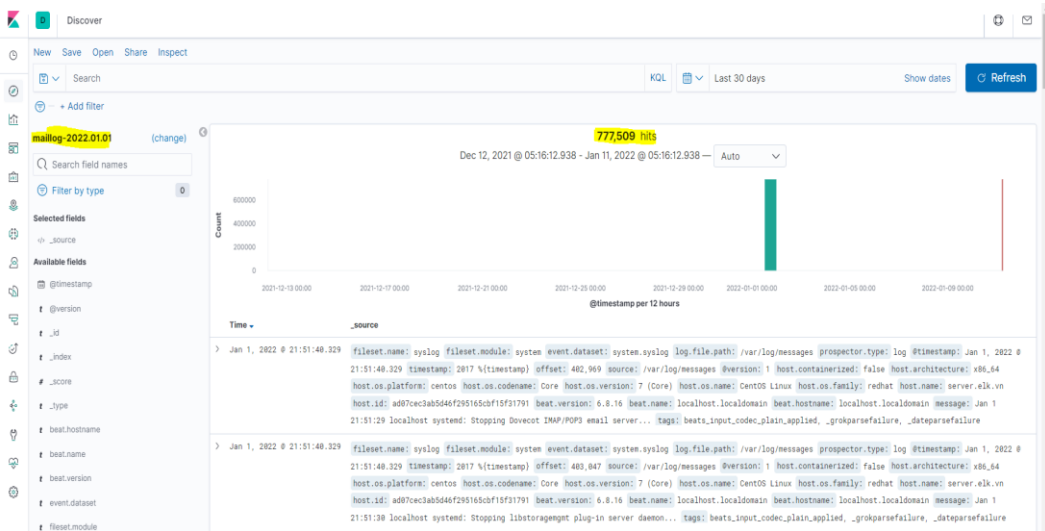 D Discover
New Save Open Share Inspect
Search KQL Last 30 days Show dates Refresh
+ Add filter
maillog-2022.01.01 (change)
777,509 hits
Dec 12, 2021 @ 05:16:12.938 - Jan 11, 2022 @ 05:16:12.938 — Auto
Search field names
Filter by type 0
Selected fields
</> _source
Available fields
@timestamp
t @version
t _id
t _index
# _score
t _type
t beat.hostname
t beat.name
t beat.version
t event.dataset
t fileset.module
Count
600000
400000
200000
0
2021-12-13 00:00 2021-12-17 00:00 2021-12-21 00:00 2021-12-25 00:00 2021-12-29 00:00 2022-01-01 00:00 2022-01-05 00:00 2022-01-09 00:00
@timestamp per 12 hours
Time _source
Jan 1, 2022 @ 21:51:40.329 fileset.name: syslog fileset.module: system event.dataset: system.syslog log.file.path: /var/log/messages prospector.type: log @timestamp: Jan 1, 2022 @
21:51:40.329 timestamp: 2017 %{timestamp} offset: 402,969 source: /var/log/messages @version: 1 host.containerized: false host.architecture: x86_64
host.os.platform: centos host.os.codename: Core host.os.version: 7 (Core) host.os.name: CentOS Linux host.os.family: redhat host.name: server.elk.vn
host.id: ad07cec3ab5d46f295165cbf15f31791 beat.version: 6.8.16 beat.name: localhost.localdomain beat.hostname: localhost.localdomain message: Jan 1
21:51:29 localhost systemd: Stopping Dovecot IMAP/POP3 email server... tags: beats_input_codec_plain_applied, _grokparsefailure, _dateparsefailure
Jan 1, 2022 @ 21:51:40.329 fileset.name: syslog fileset.module: system event.dataset: system.syslog log.file.path: /var/log/messages prospector.type: log @timestamp: Jan 1, 2022 @
21:51:40.329 timestamp: 2017 %{timestamp} offset: 403,047 source: /var/log/messages @version: 1 host.containerized: false host.architecture: x86_64
host.os.platform: centos host.os.codename: Core host.os.version: 7 (Core) host.os.name: CentOS Linux host.os.family: redhat host.name: server.elk.vn
host.id: ad07cec3ab5d46f295165cbf15f31791 beat.version: 6.8.16 beat.name: localhost.localdomain beat.hostname: localhost.localdomain message: Jan 1
21:51:30 localhost systemd: Stopping libstoragemgmt plug-in server daemon... tags: beats_input_codec_plain_applied, _grokparsefailure, _dateparsefailure